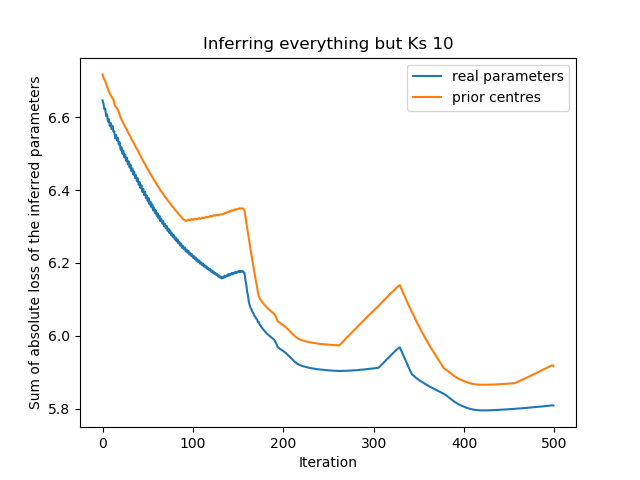 Inferring everything but Ks 10
real parameters
prior centres
Sum of absolute loss of the inferred parameters
6.6
6.4
6.2
6.0
5.8
0 100 200 300 400 500
Iteration